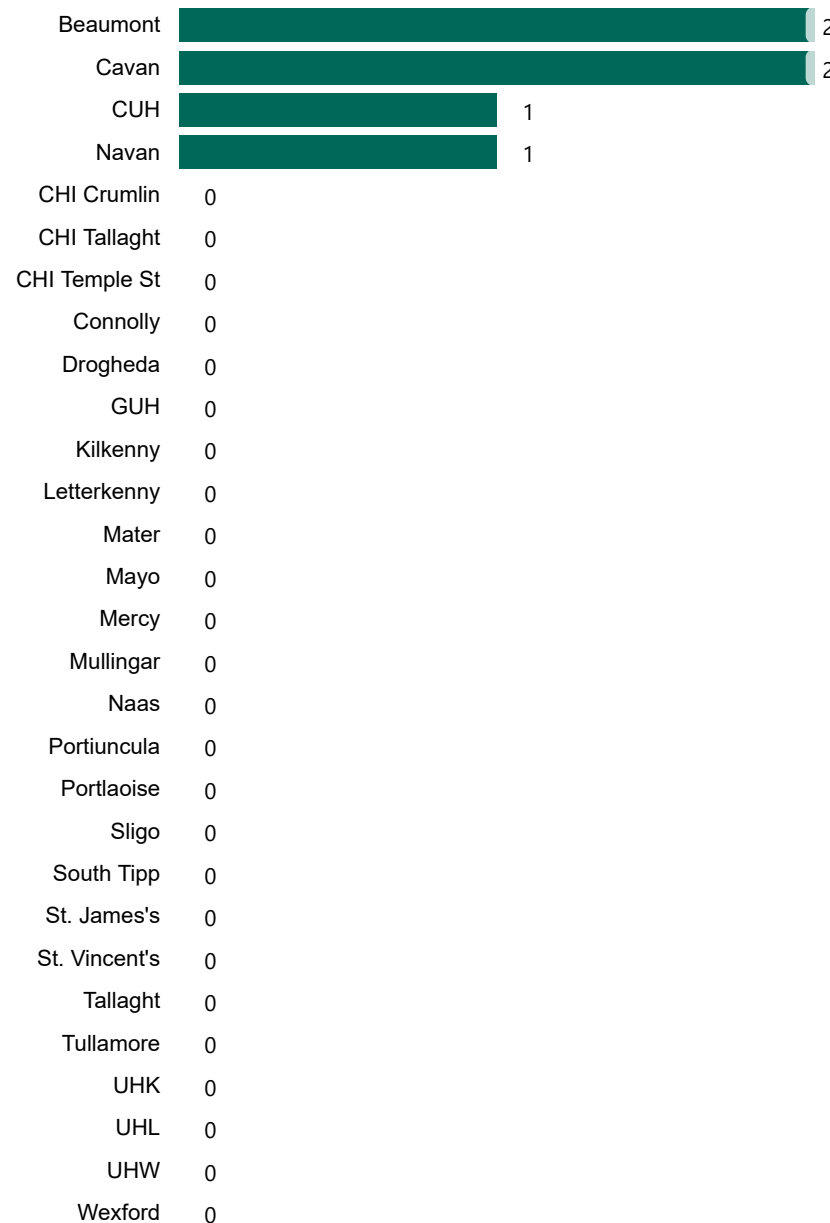 Beaumont 2
Cavan 2
CUH 1
Navan 1
CHI Crumlin 0
CHI Tallaght 0
CHI Temple St 0
Connolly 0
Drogheda 0
GUH 0
Kilkenny 0
Letterkenny 0
Mater 0
Mayo 0
Mercy 0
Mullingar 0
Naas 0
Portiuncula 0
Portlaoise 0
Sligo 0
South Tipp 0
St. James's 0
St. Vincent's 0
Tallaght 0
Tullamore 0
UHK 0
UHL 0
UHW 0
Wexford 0